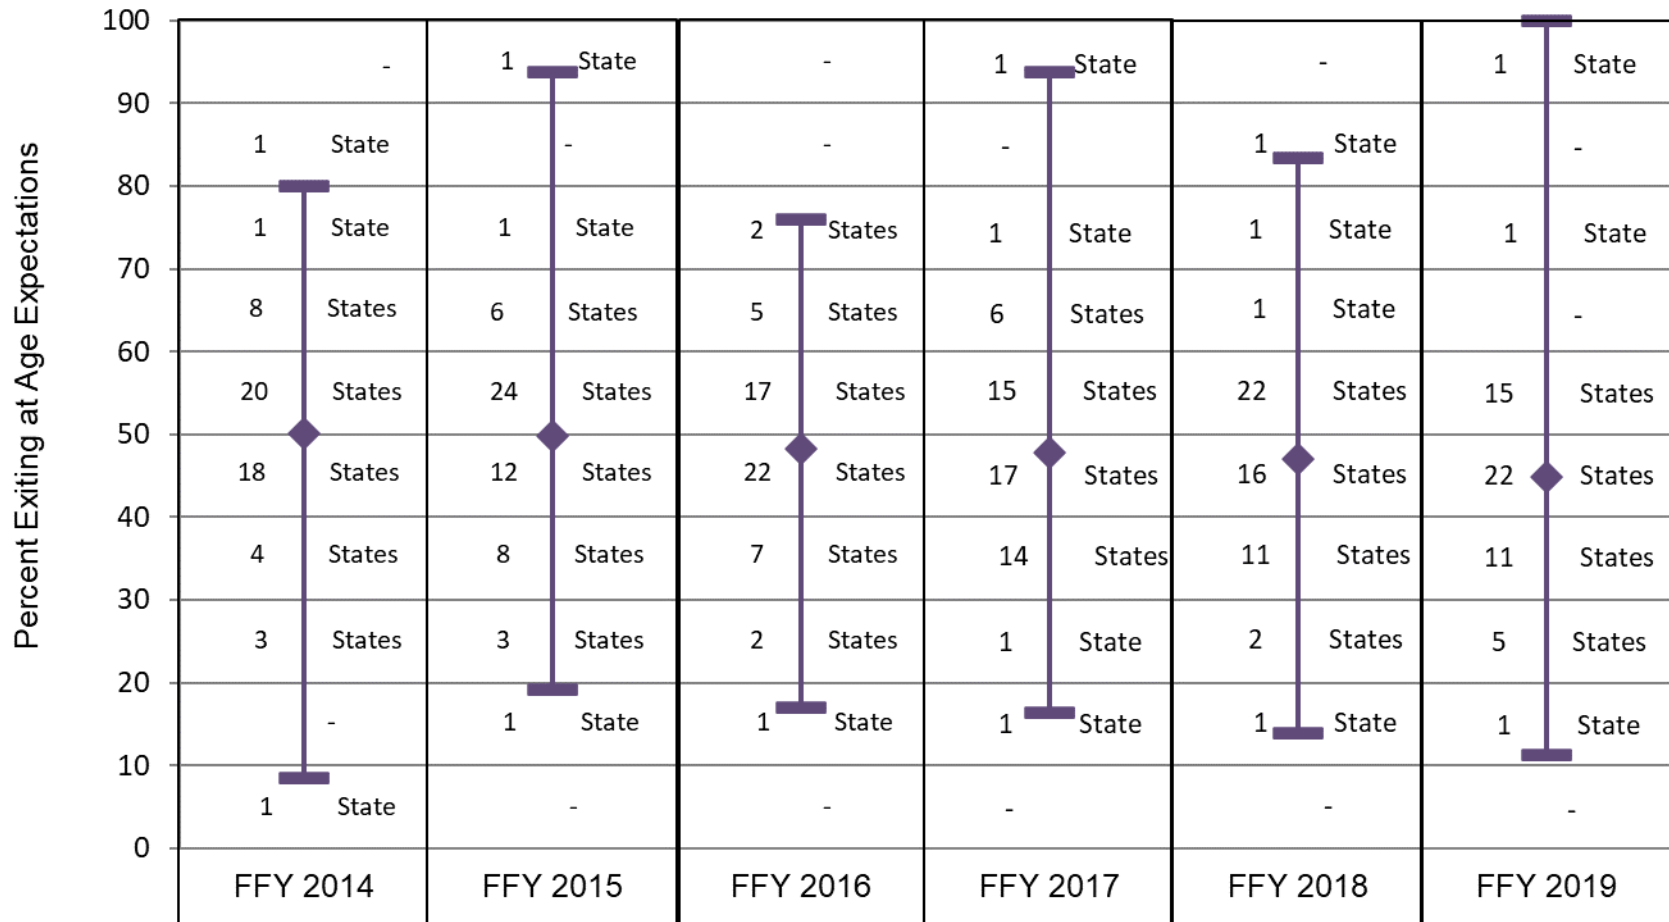 Percent Exiting at Age Expectations
100
- 1 State - 1 State - 1 State
90
1 State - - - 1 State -
80
1 State 1 State 2 States 1 State 1 State 1 State
70
8 States 6 States 5 States 6 States 1 State -
60
20 States 24 States 17 States 15 States 22 States 15 States
50
18 States 12 States 22 States 17 States 16 States 22 States
40
4 States 8 States 7 States 14 States 11 States 11 States
30
3 States 3 States 2 States 1 State 2 States 5 States
20
- 1 State 1 State 1 State 1 State 1 State
10
1 State - - - - -
0
FFY 2014 FFY 2015 FFY 2016 FFY 2017 FFY 2018 FFY 2019